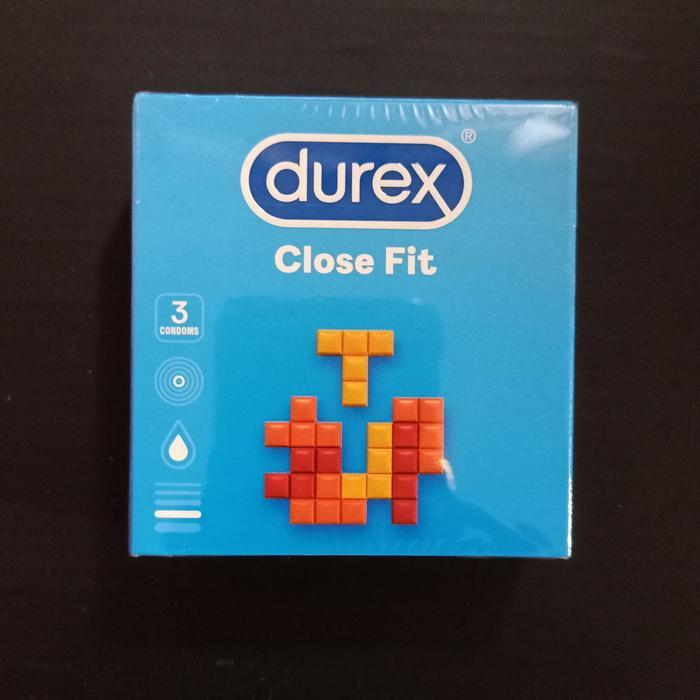 durex®
Close Fit
3
CONDOMS